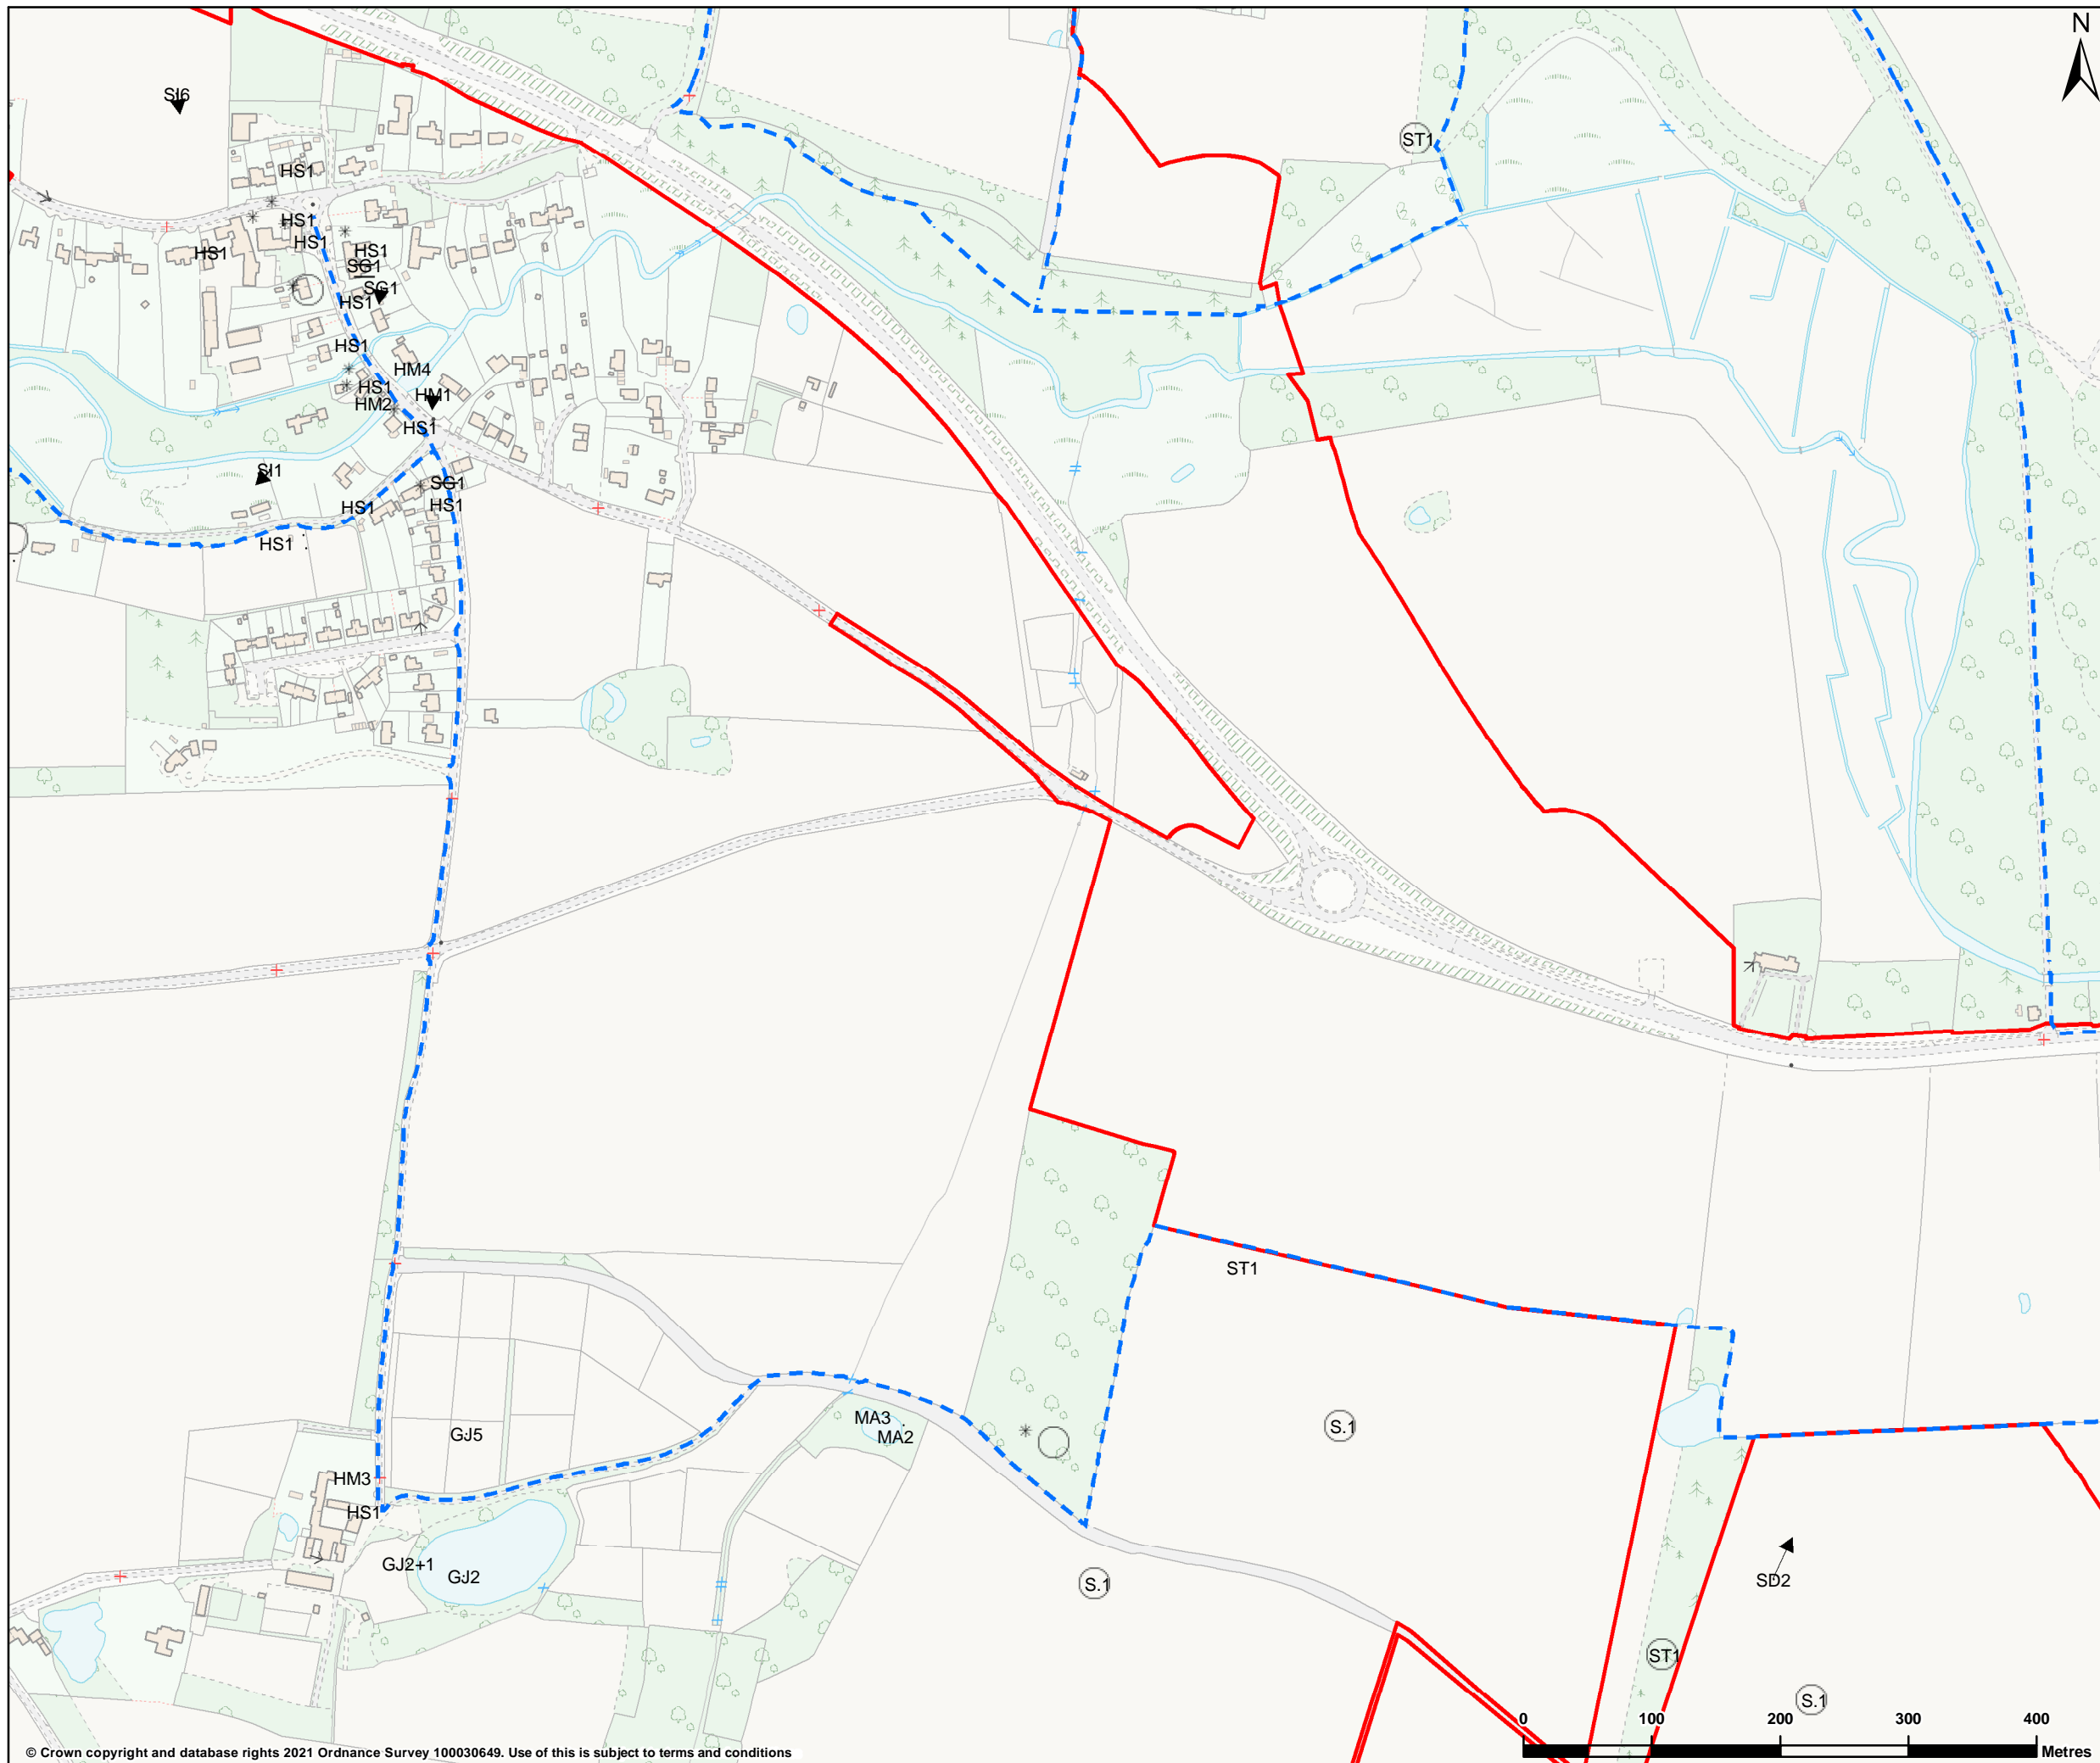 N
SI6
ST1
HS1
HS1
HS1
HS1
HS1
SG1
SG1
HS1
HS1
HM4
HS1
HM1
HM2
HS1
SI1
SG1
HS1
HS1
HS1
ST1
MA3
MA2
S.1
GJ5
HM3
HS1
GJ2+1
GJ2
S.1
SD2
ST1
S.1
0 100 200 300 400
Metres
© Crown copyright and database rights 2021 Ordnance Survey 100030649. Use of this is subject to terms and conditions